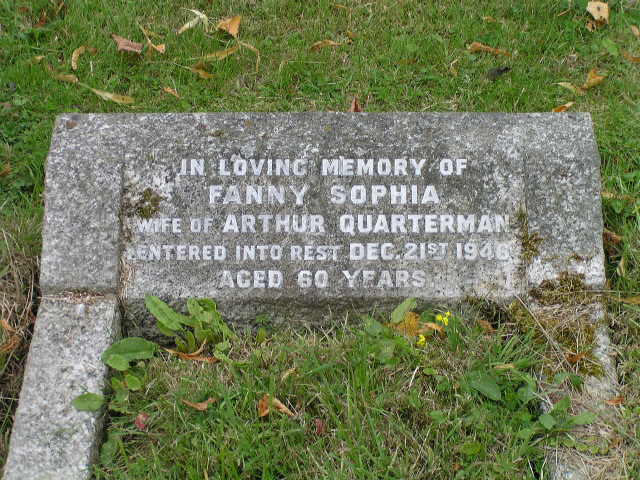 IN LOVING MEMORY OF
FANNY SOPHIA
WIFE OF ARTHUR QUARTERMAN
ENTERED INTO REST DEC. 21ST 1946
AGED 60 YEARS